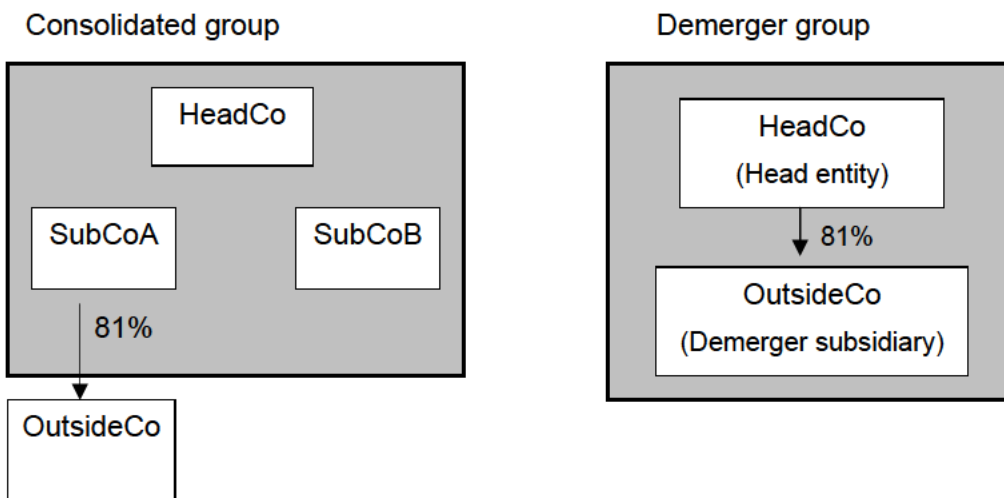 Consolidated group
HeadCo
SubCoA
SubCoB
81%
OutsideCo
Demerger group
HeadCo
(Head entity)
81%
OutsideCo
(Demerger subsidiary)